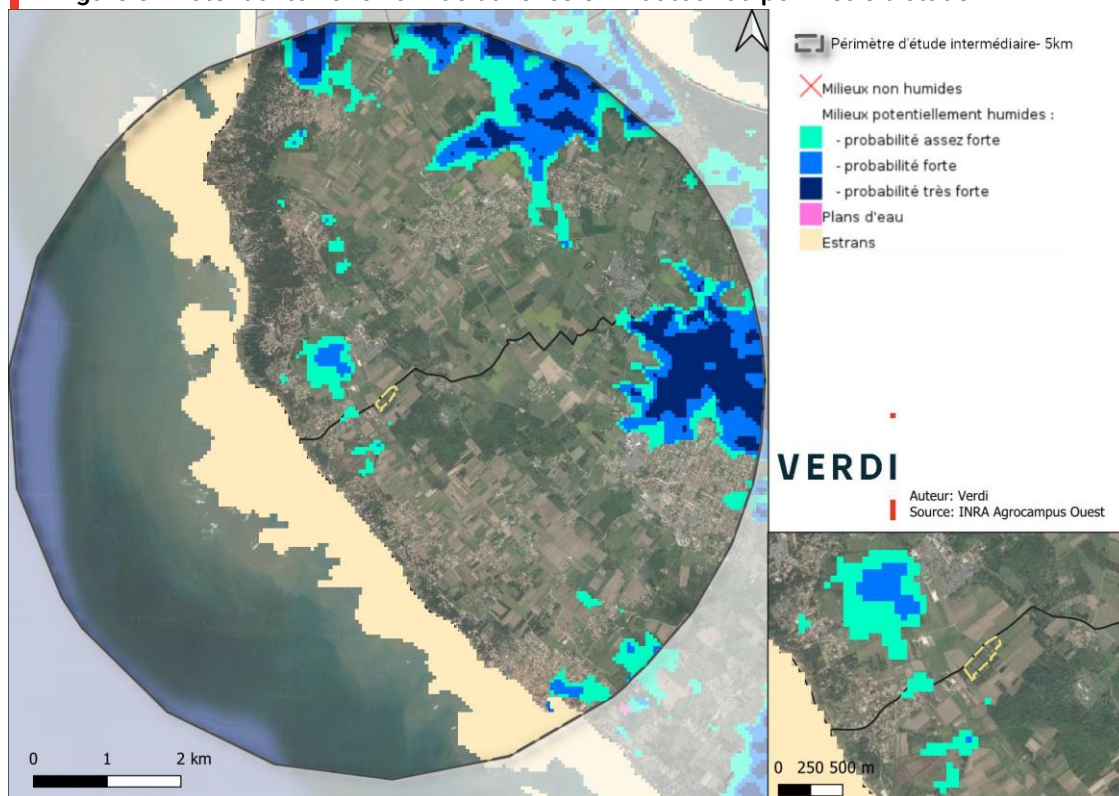 Périmètre d'étude intermédiaire- 5km
Milieux non humides
Milieux potentiellement humides :
- probabilité assez forte
- probabilité forte
- probabilité très forte
Plans d'eau
Estrans
VERDI
Auteur: Verdi
Source: INRA Agrocampus Ouest
0 1 2 km
0 250 500 m